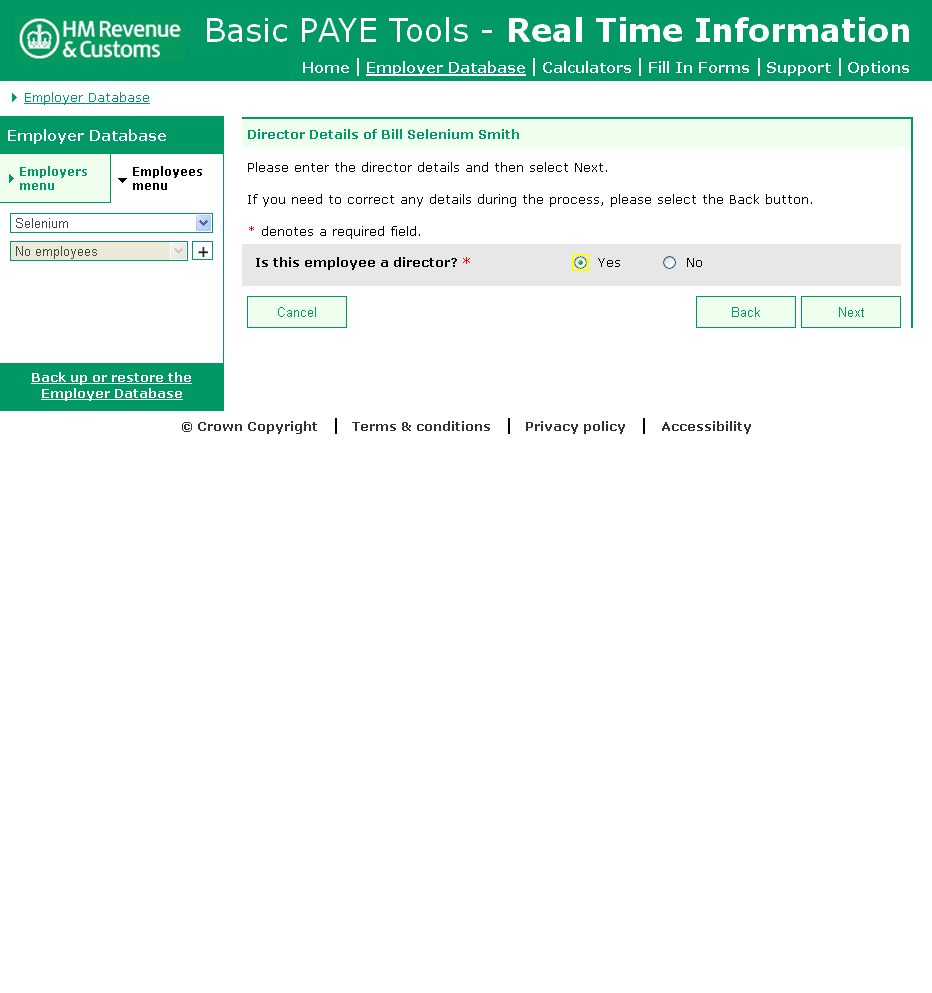 HM Revenue
& Customs
Basic PAYE Tools - Real Time Information
Home | Employer Database | Calculators | Fill In Forms | Support | Options
Employer Database
Employer Database
Employers
menu
Employees
menu
Selenium
No employees
+
Back up or restore the
Employer Database
Director Details of Bill Selenium Smith
Please enter the director details and then select Next.
If you need to correct any details during the process, please select the Back button.
* denotes a required field.
Is this employee a director? * Yes No
Cancel Back Next
© Crown Copyright | Terms & conditions | Privacy policy | Accessibility